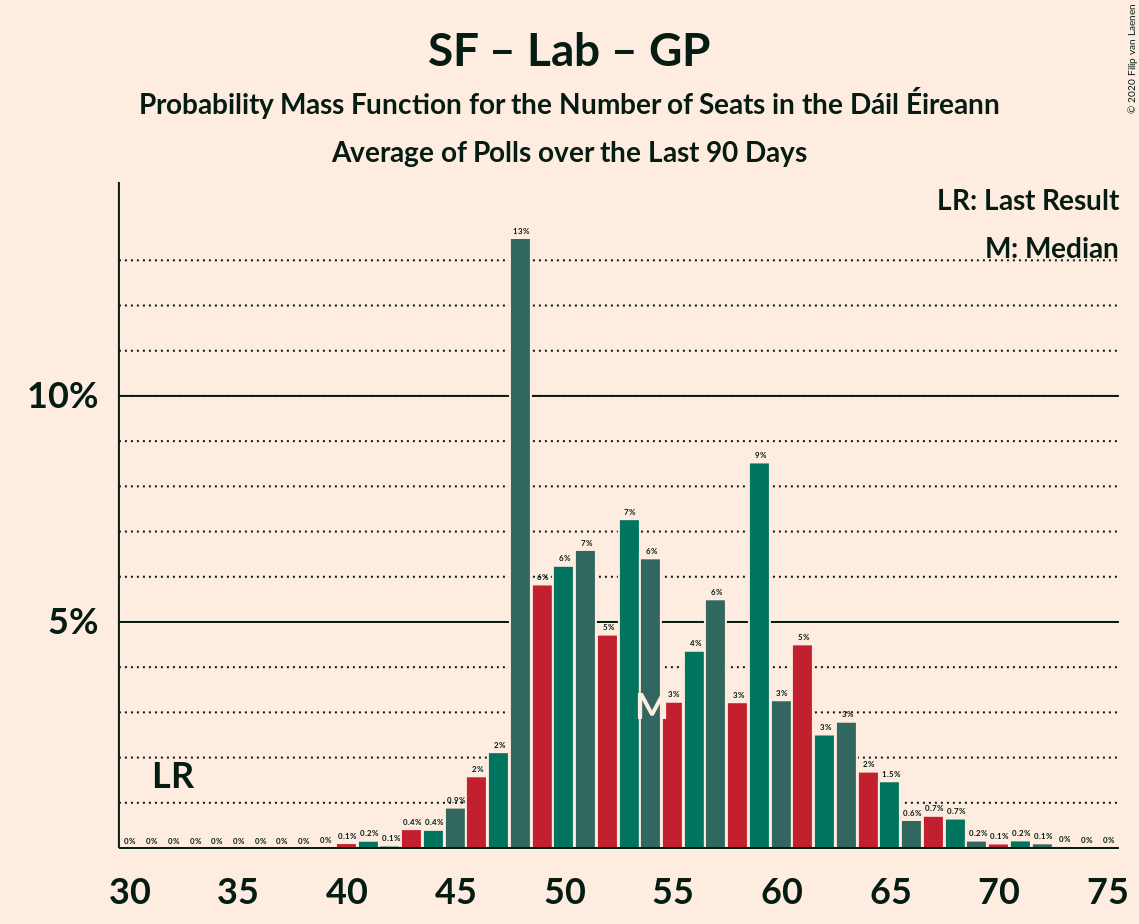 SF – Lab – GP
Probability Mass Function for the Number of Seats in the Dáil Éireann
Average of Polls over the Last 90 Days
© 2020 Filip van Laenen
LR: Last Result
M: Median
10%
5%
LR
M
0% 0% 0% 0% 0% 0% 0% 0% 0% 0% 0.1% 0.2% 0.1% 0.4% 0.4% 0.9% 2% 2% 13% 6% 6% 7% 5% 7% 6% 3% 4% 6% 3% 9% 3% 5% 3% 3% 2% 1.5% 0.6% 0.7% 0.7% 0.2% 0.1% 0.2% 0.1% 0% 0% 0%
30 35 40 45 50 55 60 65 70 75